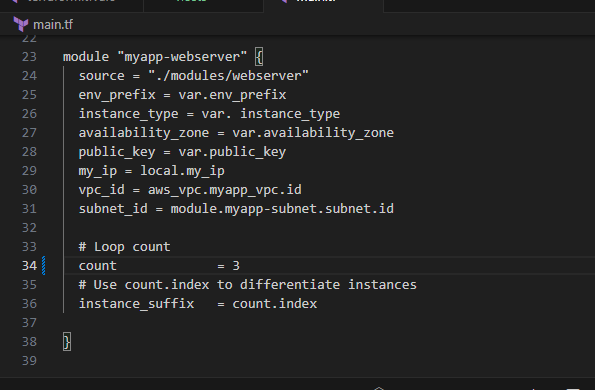 main.tf
22
23 module "myapp-webserver" {
24 source = "./modules/webserver"
25 env_prefix = var.env_prefix
26 instance_type = var. instance_type
27 availability_zone = var.availability_zone
28 public_key = var.public_key
29 my_ip = local.my_ip
30 vpc_id = aws_vpc.myapp_vpc.id
31 subnet_id = module.myapp-subnet.subnet.id
32
33 # Loop count
34 count = 3
35 # Use count.index to differentiate instances
36 instance_suffix = count.index
37
38 }
39